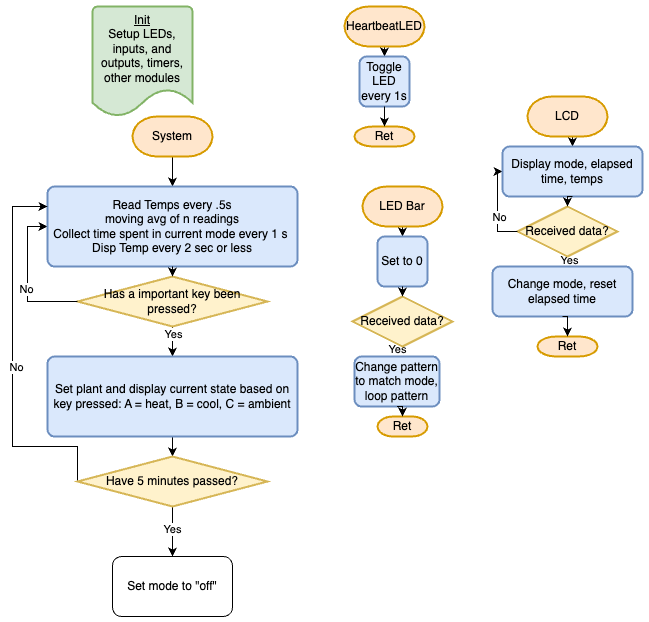 Init
Setup LEDs,
inputs, and
outputs, timers,
other modules
System
Read Temps every .5s
moving avg of n readings
Collect time spent in current mode every 1 s
Disp Temp every 2 sec or less
No
Has a important key been
pressed?
Yes
No
Set plant and display current state based on
key pressed: A = heat, B = cool, C = ambient
Have 5 minutes passed?
Yes
Set mode to "off"
HeartbeatLED
Toggle
LED
every 1s
Ret
LED Bar
Set to 0
Received data?
Yes
Change pattern
to match mode,
loop pattern
Ret
LCD
Display mode, elapsed
time, temps
No
Received data?
Yes
Change mode, reset
elapsed time
Ret